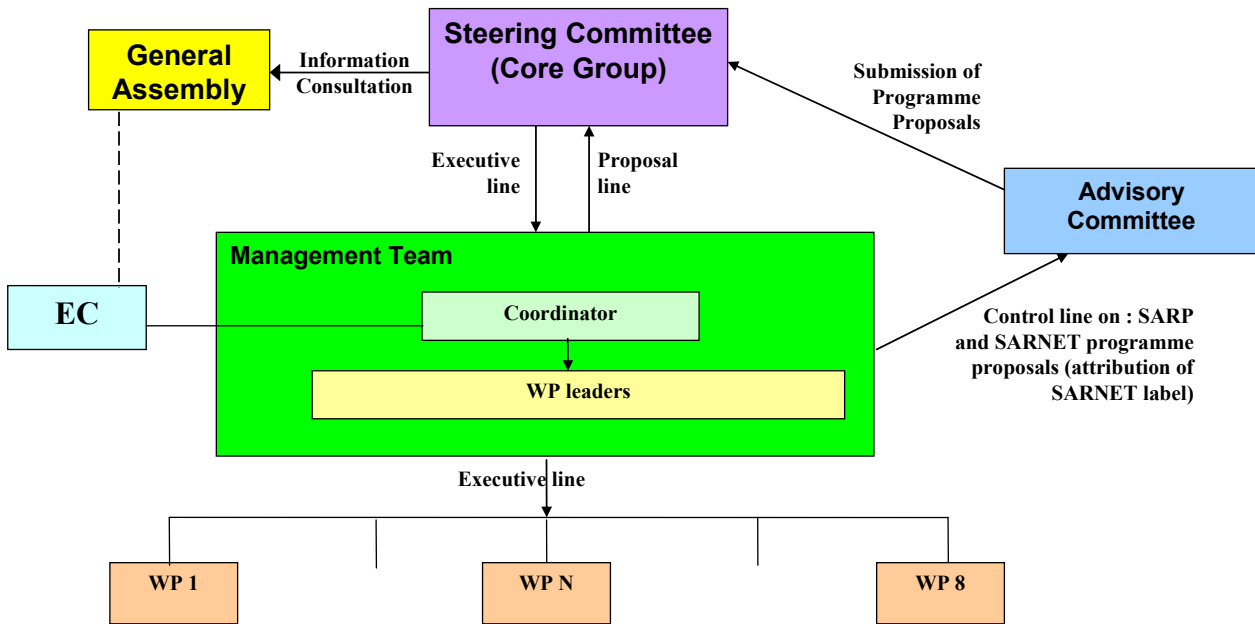 General
Assembly
Information
Consultation
Steering Committee
(Core Group)
Submission of
Programme
Proposals
Executive
line
Proposal
line
Advisory
Committee
Management Team
EC
Coordinator
WP leaders
Control line on : SARP
and SARNET programme
proposals (attribution of
SARNET label)
Executive line
WP 1
WP N
WP 8